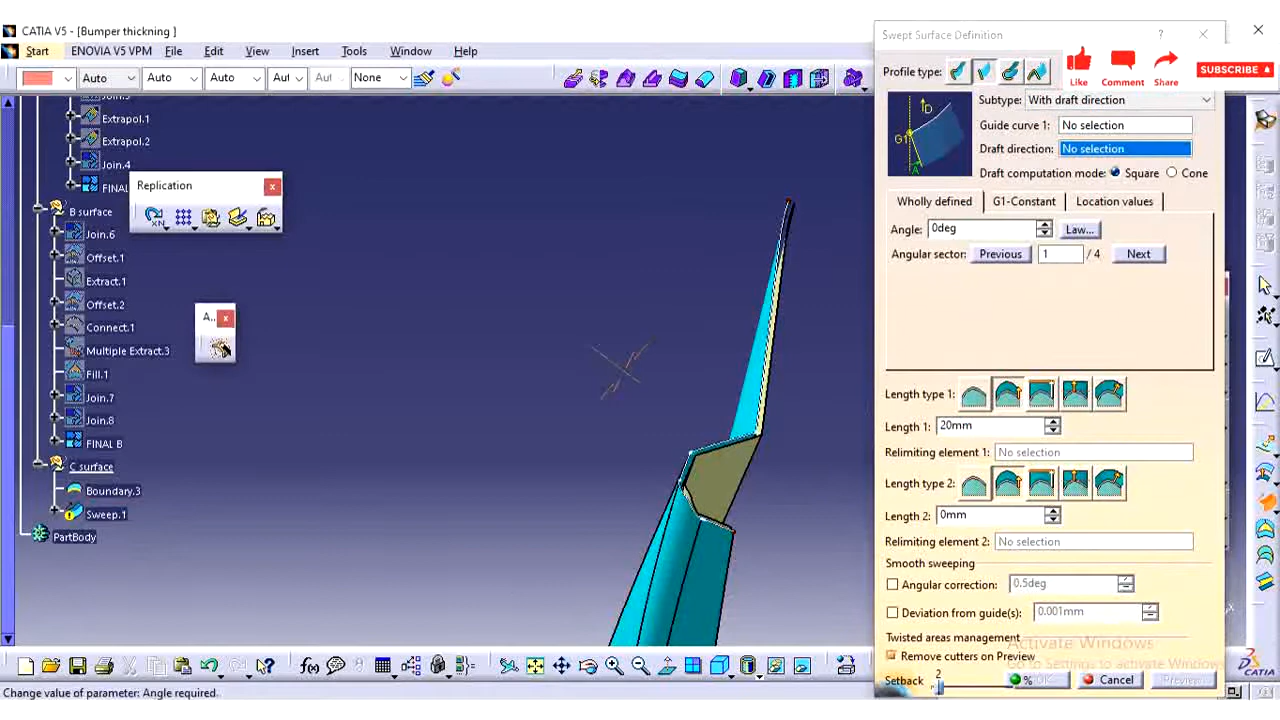 CATIA V5 - [Bumper thickning ]
Start ENOVIA V5 VPM File Edit View Insert Tools Window Help
Auto Auto Auto Aut Aut None
Join.5
Extrapol.1
Extrapol.2
Join.4
FINAL
Replication
B surface
Join.6
Offset.1
Extract.1
Offset.2
Connect.1
Multiple Extract.3
Fill.1
Join.7
Join.8
FINAL B
C surface
Boundary.3
Sweep.1
PartBody
A..
Swept Surface Definition
Profile type:
Like Comment Share SUBSCRIBE
Subtype: With draft direction
Guide curve 1: No selection
Draft direction: No selection
Draft computation mode: Square Cone
D
G1
A
Wholly defined G1-Constant Location values
Angle: 0deg Law...
Angular sector: Previous 1 / 4 Next
Length type 1:
Length 1: 20mm
Relimiting element 1: No selection
Length type 2:
Length 2: 0mm
Relimiting element 2: No selection
Smooth sweeping
Angular correction: 0.5deg
Deviation from guide(s): 0.001mm
Twisted areas management
Remove cutters on Preview
Setback 2 % OK Cancel Preview
Activate Windows
Go to Settings to activate Windows
Change value of parameter: Angle required.
CATIA